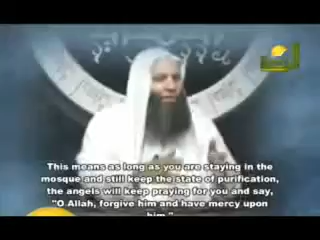 This means as long as you are staying in the
mosque and still keep the state of purification,
the angels will keep praying for you and say,
"O Allah, forgive him and have mercy upon
him."